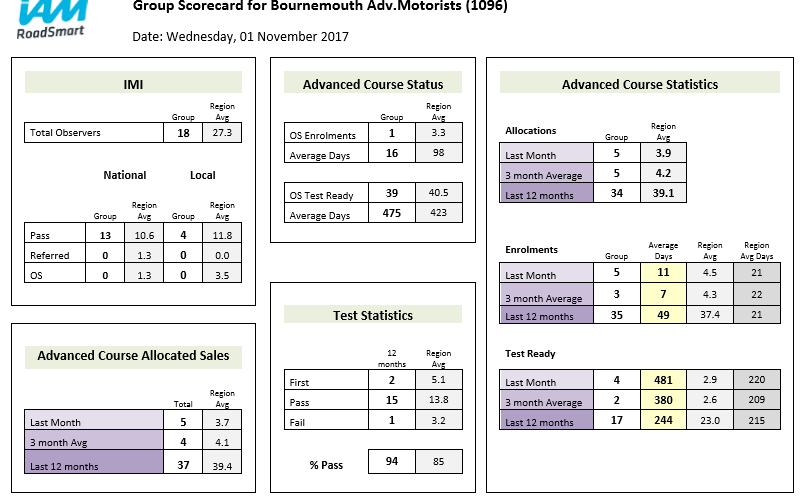 iAM
RoadSmart
Group Scorecard for Bournemouth Adv.Motorists (1096)
Date: Wednesday, 01 November 2017
IMI
Group Region Avg
Total Observers 18 27.3
National Local
Group Region Avg Group Region Avg
Pass 13 10.6 4 11.8
Referred 0 1.3 0 0.0
OS 0 1.3 0 3.5
Advanced Course Allocated Sales
Total Region Avg
Last Month 5 3.7
3 month Avg 4 4.1
Last 12 months 37 39.4
Advanced Course Status
Group Region Avg
OS Enrolments 1 3.3
Average Days 16 98
OS Test Ready 39 40.5
Average Days 475 423
Test Statistics
12 months Region Avg
First 2 5.1
Pass 15 13.8
Fail 1 3.2
% Pass 94 85
Advanced Course Statistics
Allocations Group Region Avg
Last Month 5 3.9
3 month Average 5 4.2
Last 12 months 34 39.1
Enrolments Group Average Days Region Avg Region Avg Days
Last Month 5 11 4.5 21
3 month Average 3 7 4.3 22
Last 12 months 35 49 37.4 21
Test Ready
Last Month 4 481 2.9 220
3 month Average 2 380 2.6 209
Last 12 months 17 244 23.0 215